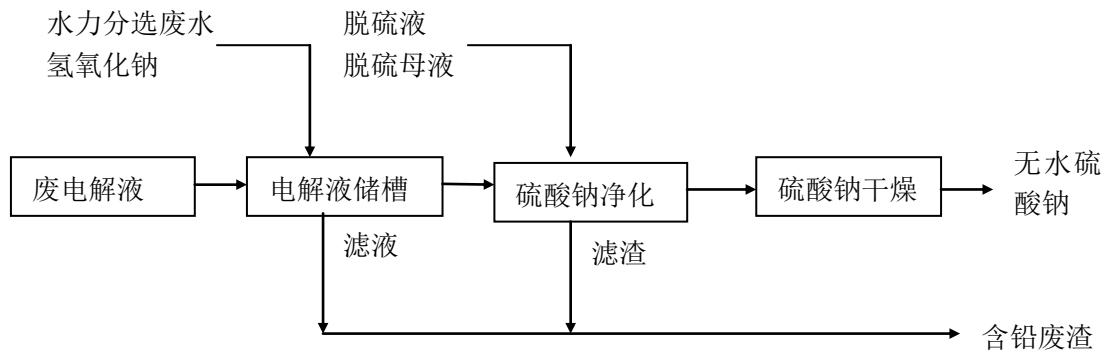 水力分选废水
氢氧化钠
脱硫液
脱硫母液
废电解液
电解液储槽
硫酸钠净化
硫酸钠干燥
无水硫
酸钠
滤液
滤渣
含铅废渣